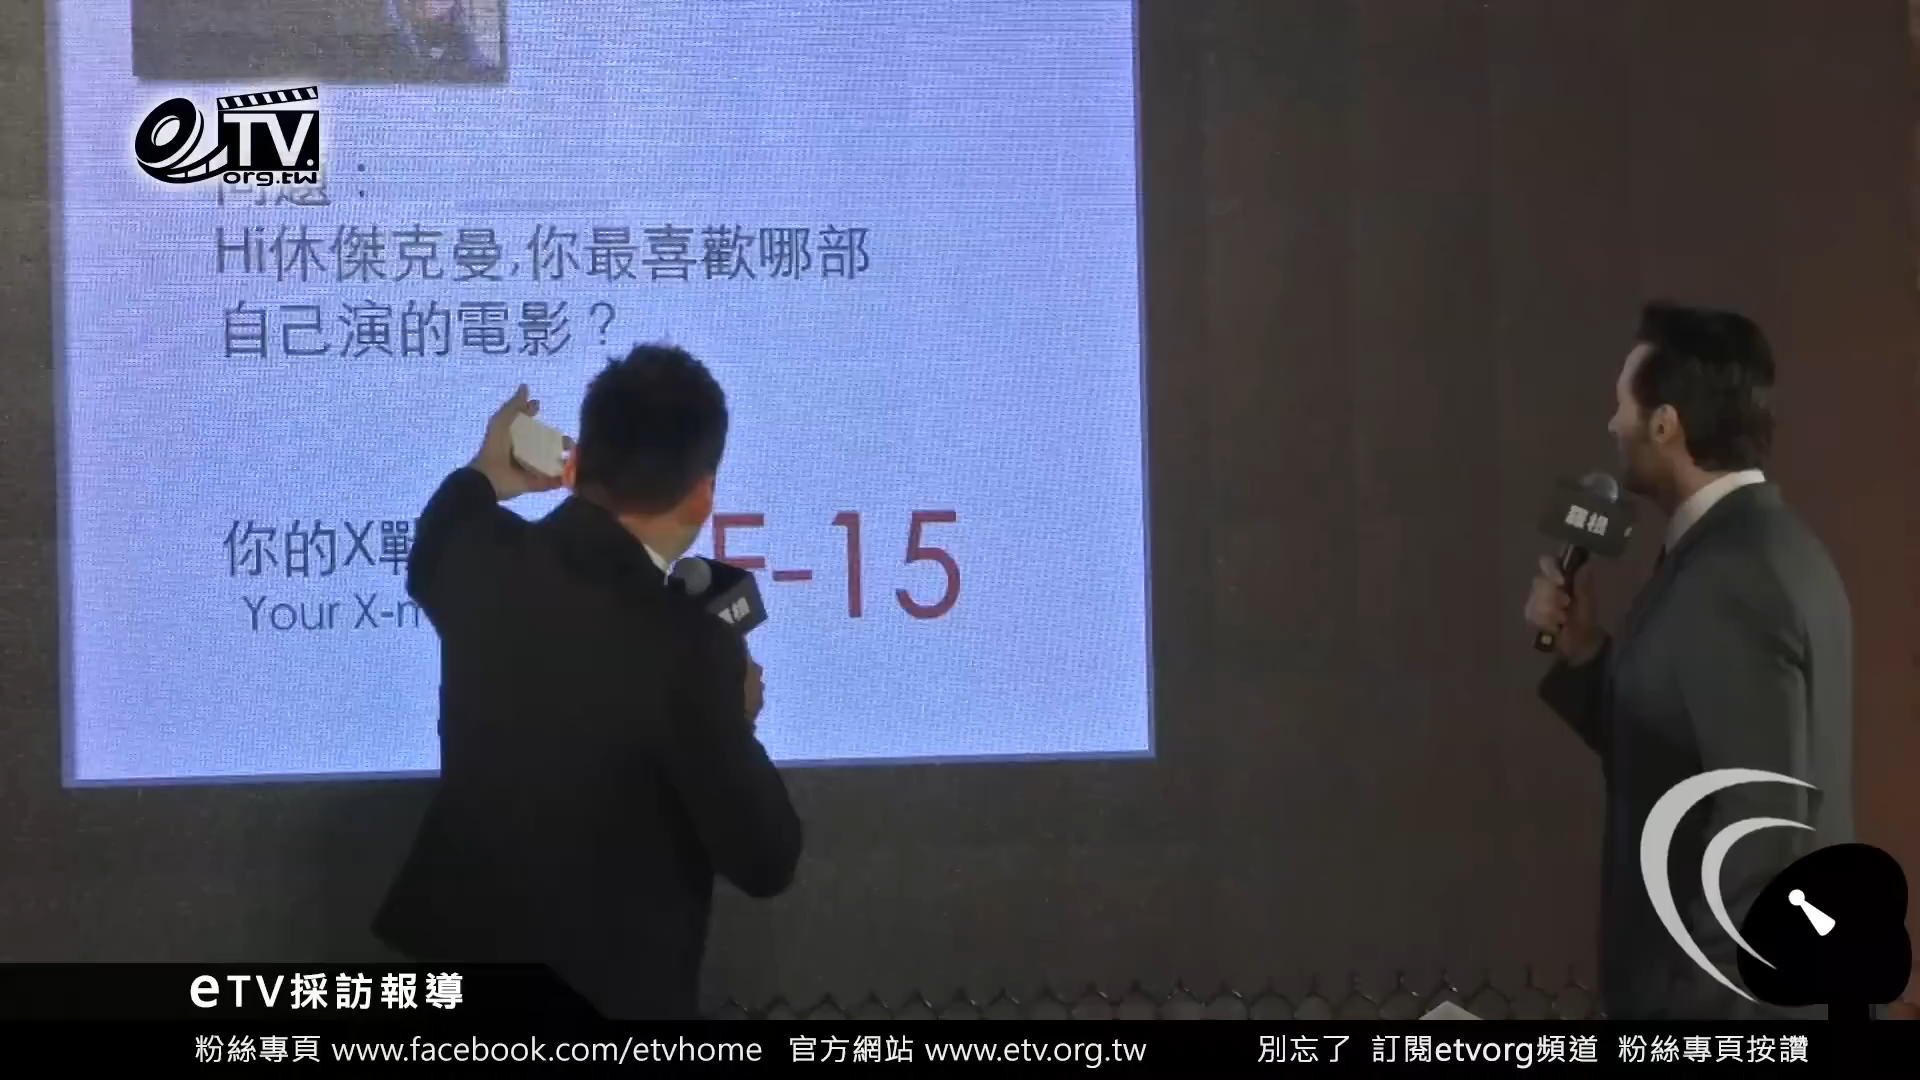 eTV.
org.tw
Hi休傑克曼,你最喜歡哪部
自己演的電影？
你的X戰
Your X-m
F-15
羅根
eTV採訪報導
粉絲專頁 www.facebook.com/etvhome 官方網站 www.etv.org.tw 別忘了 訂閱etvorg頻道 粉絲專頁按讚